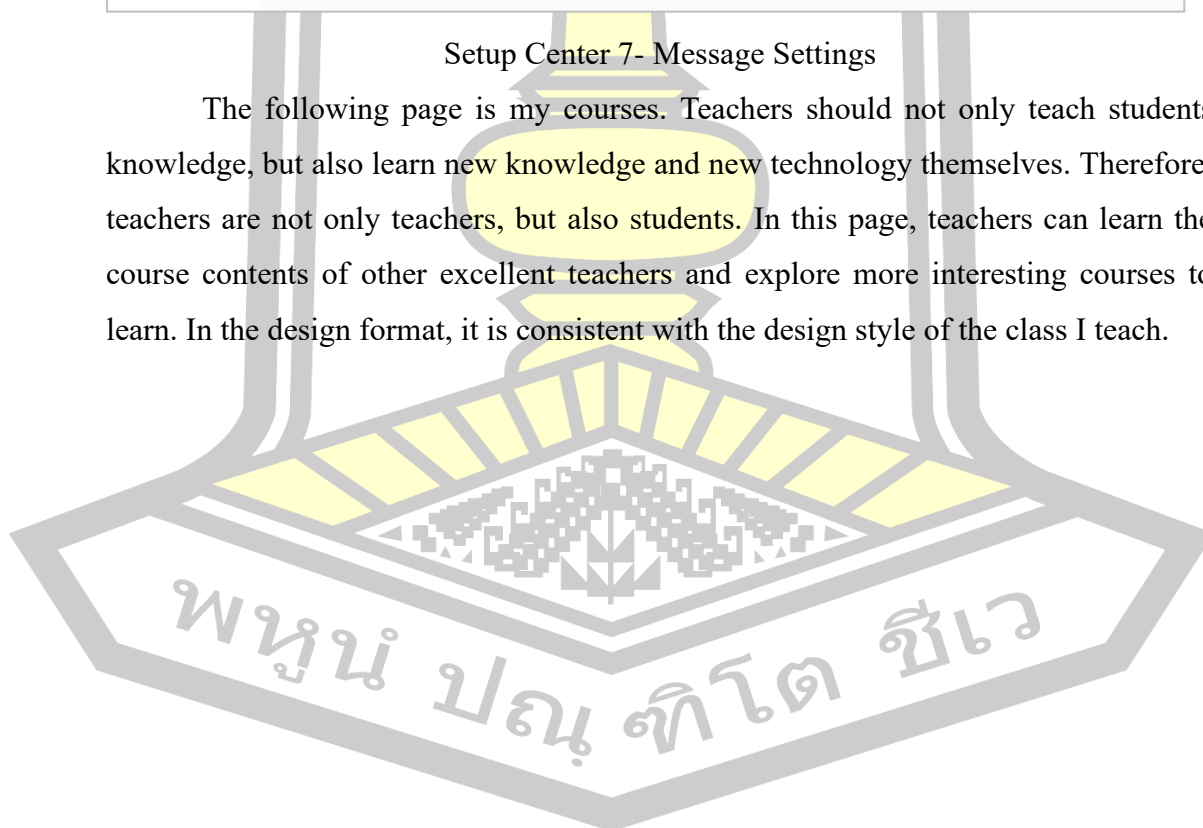 Setup Center 7- Message Settings
The following page is my courses. Teachers should not only teach students
knowledge, but also learn new knowledge and new technology themselves. Therefore
teachers are not only teachers, but also students. In this page, teachers can learn the
course contents of other excellent teachers and explore more interesting courses to
learn. In the design format, it is consistent with the design style of the class I teach.
พหูนํ ปณฺฑิโต ชีเว